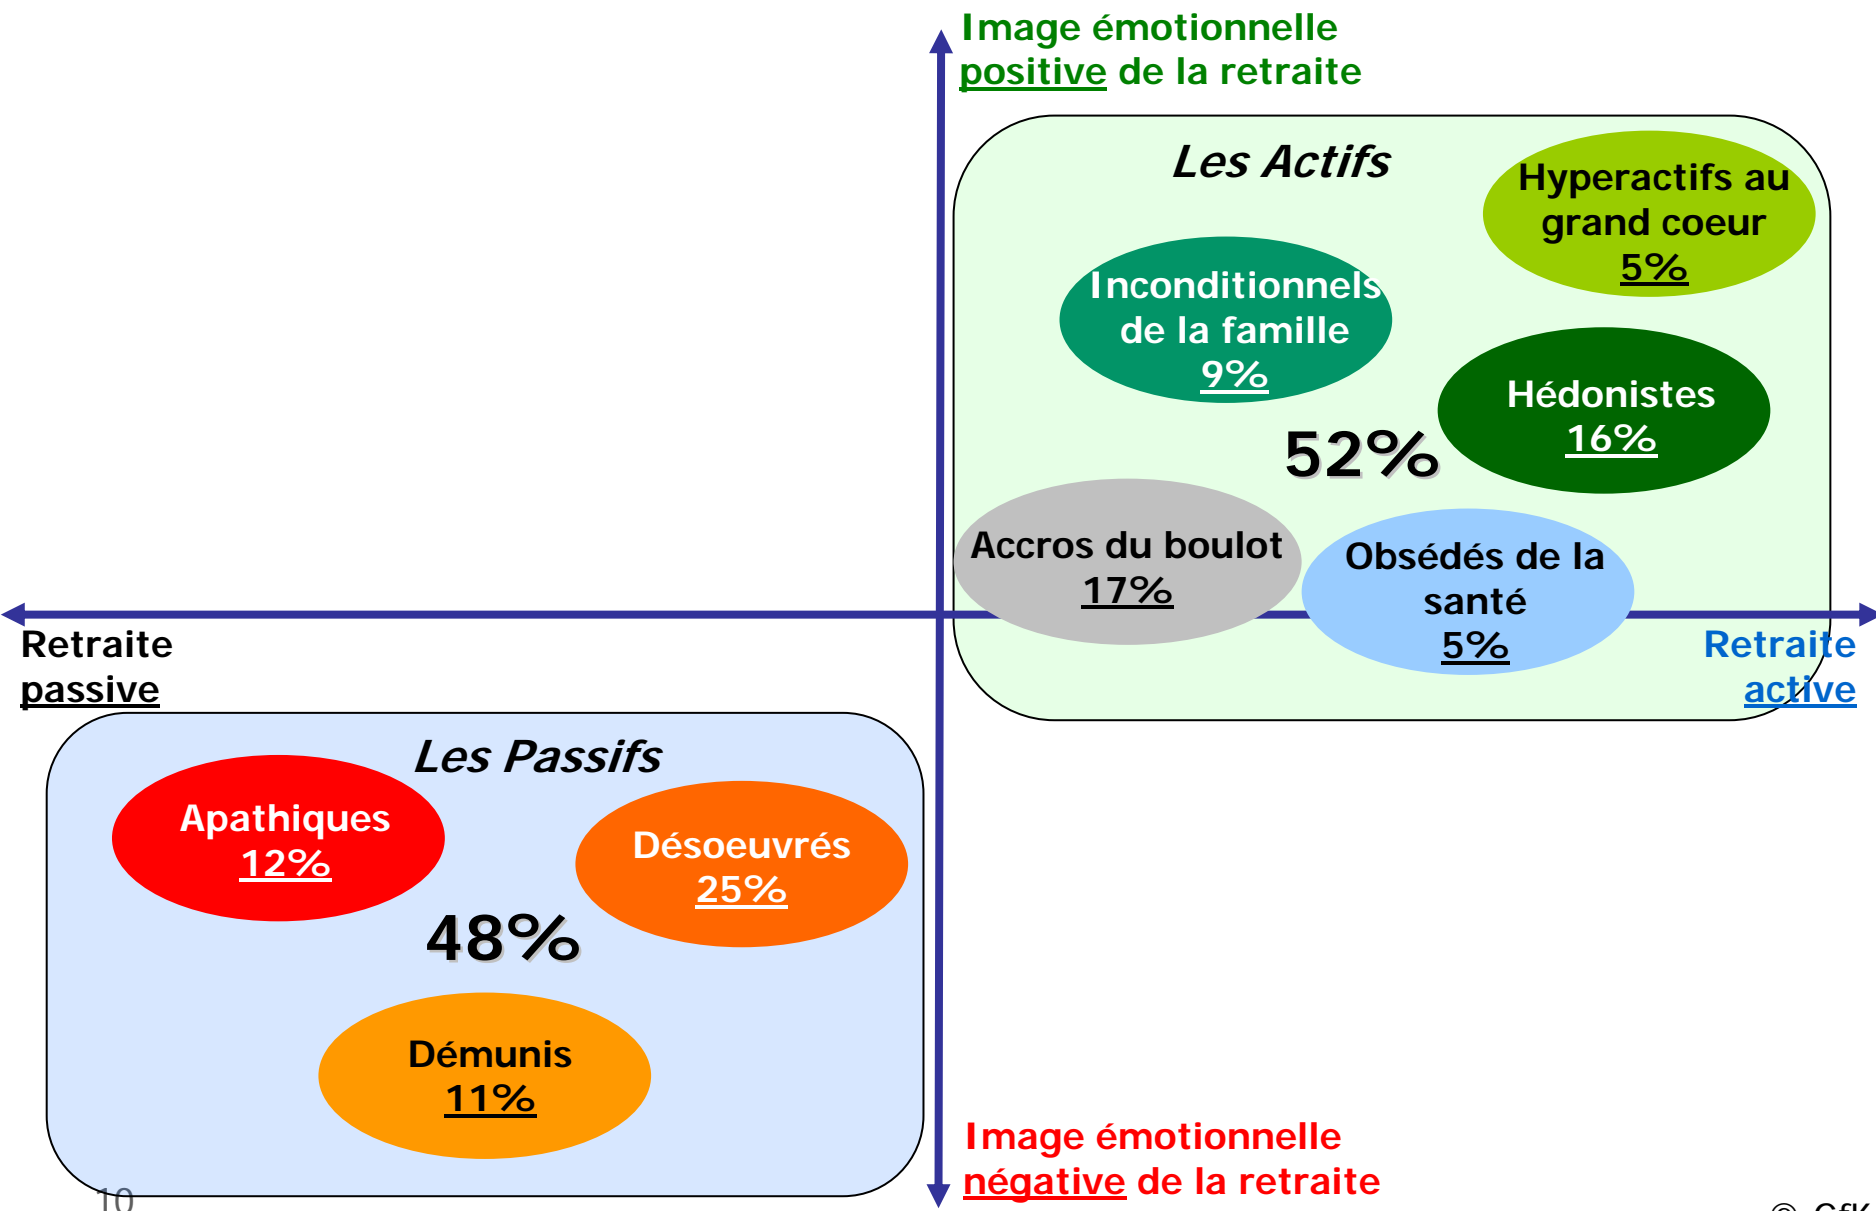 Image émotionnelle
positive de la retraite
Les Actifs
Hyperactifs au
grand coeur
5%
Inconditionnels
de la famille
9%
Hédonistes
16%
52%
Accros du boulot
17%
Obsédés de la
santé
5%
Retraite
passive
Retraite
active
Les Passifs
Apathiques
12%
Désoeuvrés
25%
48%
Démunis
11%
Image émotionnelle
négative de la retraite
10
© GfK